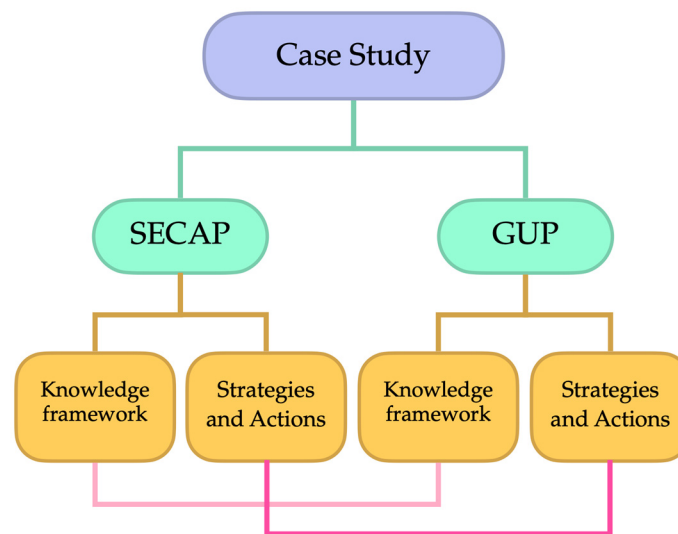 Case Study
SECAP
GUP
Knowledge
framework
Strategies
and Actions
Knowledge
framework
Strategies
and Actions